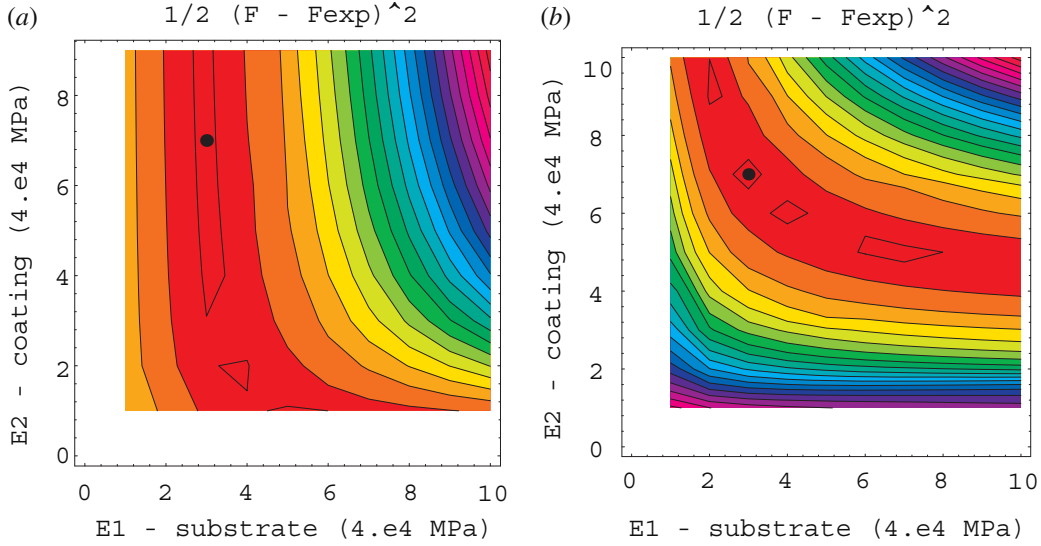 (a)
1/2 (F - Fexp)^2
E2 - coating (4.e4 MPa)
8
6
4
2
0
0 2 4 6 8 10
E1 - substrate (4.e4 MPa)
(b)
1/2 (F - Fexp)^2
E2 - coating (4.e4 MPa)
10
8
6
4
2
0
0 2 4 6 8 10
E1 - substrate (4.e4 MPa)